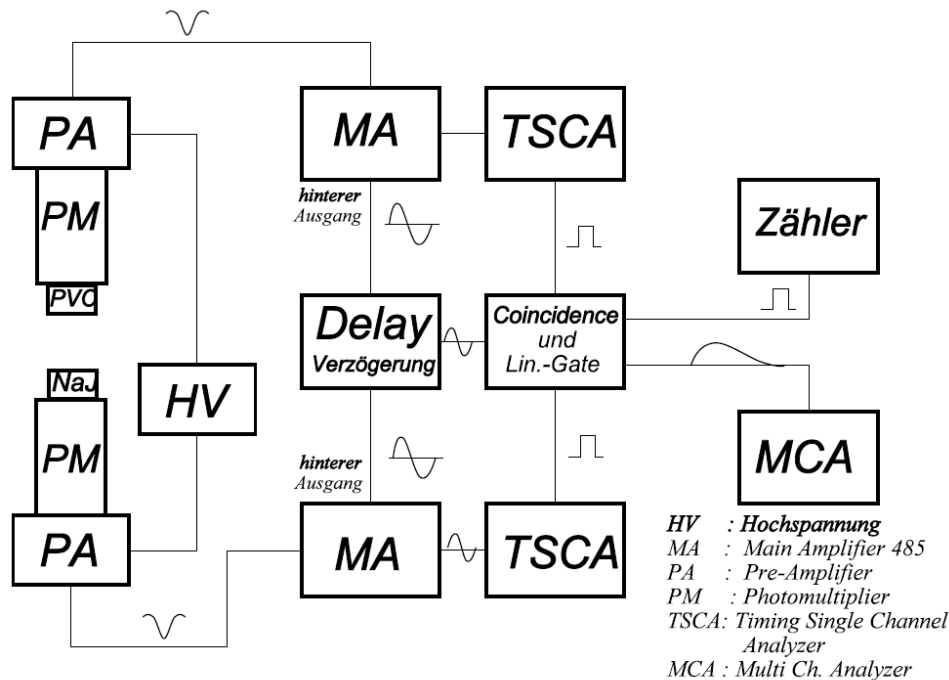 PA
MA
TSCA
hinterer
Ausgang
PM
Zähler
PVC
Delay
Verzögerung
Coincidence
und
Lin.-Gate
NaJ
HV
PM
MCA
hinterer
Ausgang
PA
MA
TSCA
HV : Hochspannung
MA : Main Amplifier 485
PA : Pre-Amplifier
PM : Photomultiplier
TSCA: Timing Single Channel
Analyzer
MCA : Multi Ch. Analyzer